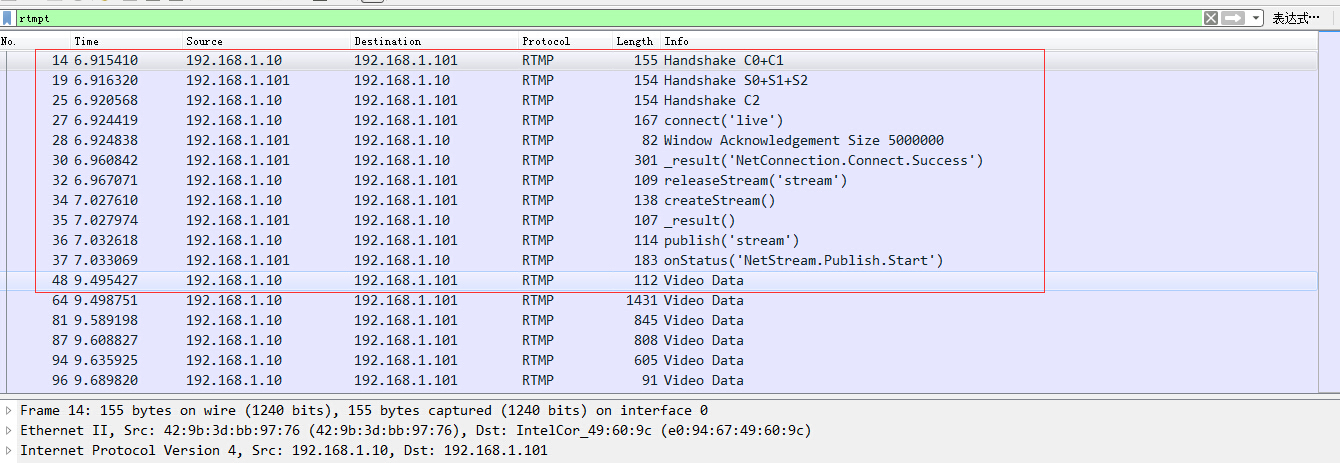 rtmpt 表达式…
No. Time Source Destination Protocol Length Info
14 6.915410 192.168.1.10 192.168.1.101 RTMP 155 Handshake C0+C1
19 6.916320 192.168.1.101 192.168.1.10 RTMP 154 Handshake S0+S1+S2
25 6.920568 192.168.1.10 192.168.1.101 RTMP 154 Handshake C2
27 6.924419 192.168.1.10 192.168.1.101 RTMP 167 connect('live')
28 6.924838 192.168.1.101 192.168.1.10 RTMP 82 Window Acknowledgement Size 5000000
30 6.960842 192.168.1.101 192.168.1.10 RTMP 301 _result('NetConnection.Connect.Success')
32 6.967071 192.168.1.10 192.168.1.101 RTMP 109 releaseStream('stream')
34 7.027610 192.168.1.10 192.168.1.101 RTMP 138 createStream()
35 7.027974 192.168.1.101 192.168.1.10 RTMP 107 _result()
36 7.032618 192.168.1.10 192.168.1.101 RTMP 114 publish('stream')
37 7.033069 192.168.1.101 192.168.1.10 RTMP 183 onStatus('NetStream.Publish.Start')
48 9.495427 192.168.1.10 192.168.1.101 RTMP 112 Video Data
64 9.498751 192.168.1.10 192.168.1.101 RTMP 1431 Video Data
81 9.589198 192.168.1.10 192.168.1.101 RTMP 845 Video Data
87 9.608827 192.168.1.10 192.168.1.101 RTMP 808 Video Data
94 9.635925 192.168.1.10 192.168.1.101 RTMP 605 Video Data
96 9.689820 192.168.1.10 192.168.1.101 RTMP 91 Video Data
Frame 14: 155 bytes on wire (1240 bits), 155 bytes captured (1240 bits) on interface 0
Ethernet II, Src: 42:9b:3d:bb:97:76 (42:9b:3d:bb:97:76), Dst: IntelCor_49:60:9c (e0:94:67:49:60:9c)
Internet Protocol Version 4, Src: 192.168.1.10, Dst: 192.168.1.101